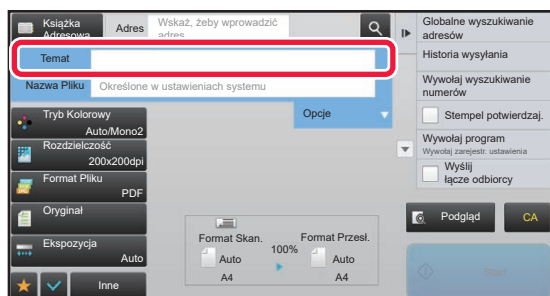 Książka
Adresowa
Adres
Wskaż, żeby wprowadzić
adres
Temat
Nazwa Pliku
Określone w ustawieniach systemu
Opcje
Tryb Kolorowy
Auto/Mono2
Rozdzielczość
200x200dpi
Format Pliku
PDF
Oryginał
Ekspozycja
Auto
Inne
Format Skan.
Auto
A4
100%
Format Przesł.
Auto
A4
Globalne wyszukiwanie
adresów
Historia wysyłania
Wywołaj wyszukiwanie
numerów
Stempel potwierdzaj.
Wywołaj program
Wywołaj zarejestr. ustawienia
Wyślij
łącze odbiorcy
Podgląd
CA
Start